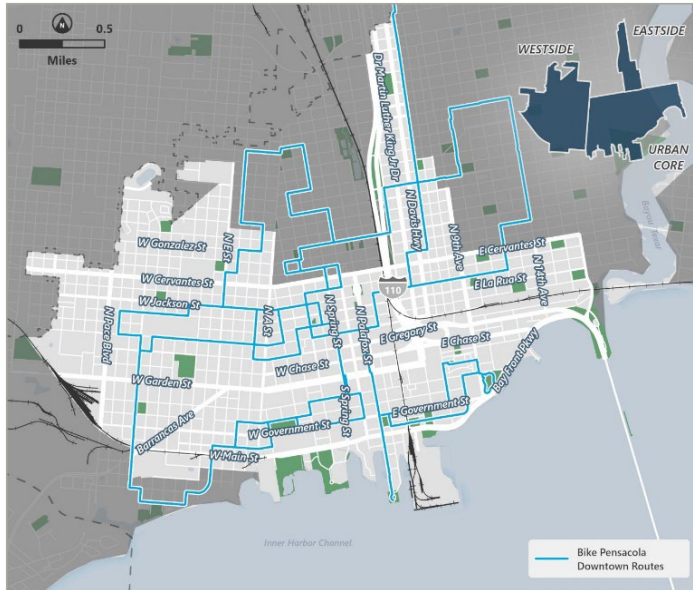 N
0 0.5
Miles
WESTSIDE
EASTSIDE
URBAN
CORE
Dr Martin Luther King Jr Dr
N Davis Hwy
N 9th Ave
Bayou Texar
W Gonzalez St
N E St
E Cervantes St
W Cervantes St
E La Rua St
N 14th Ave
W Jackson St
110
N Pace Blvd
N A St
N Spring St
N Palafox St
E Gregory St
E Chase St
W Chase St
Bay Front Pkwy
W Garden St
S Spring St
E Government St
Barrancas Ave
W Government St
W Main St
Inner Harbor Channel
Bike Pensacola
Downtown Routes